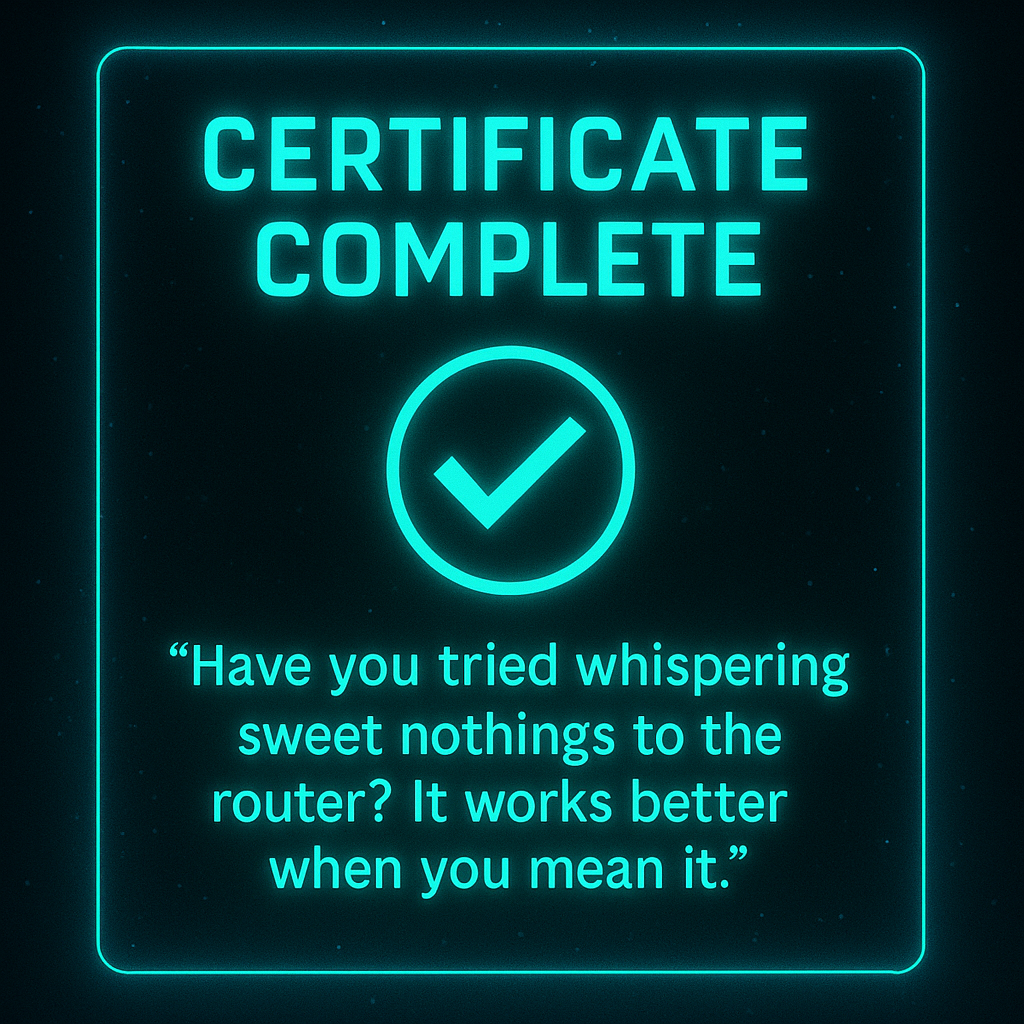 CERTIFICATE
COMPLETE
“Have you tried whispering
sweet nothings to the
router? It works better
when you mean it.”